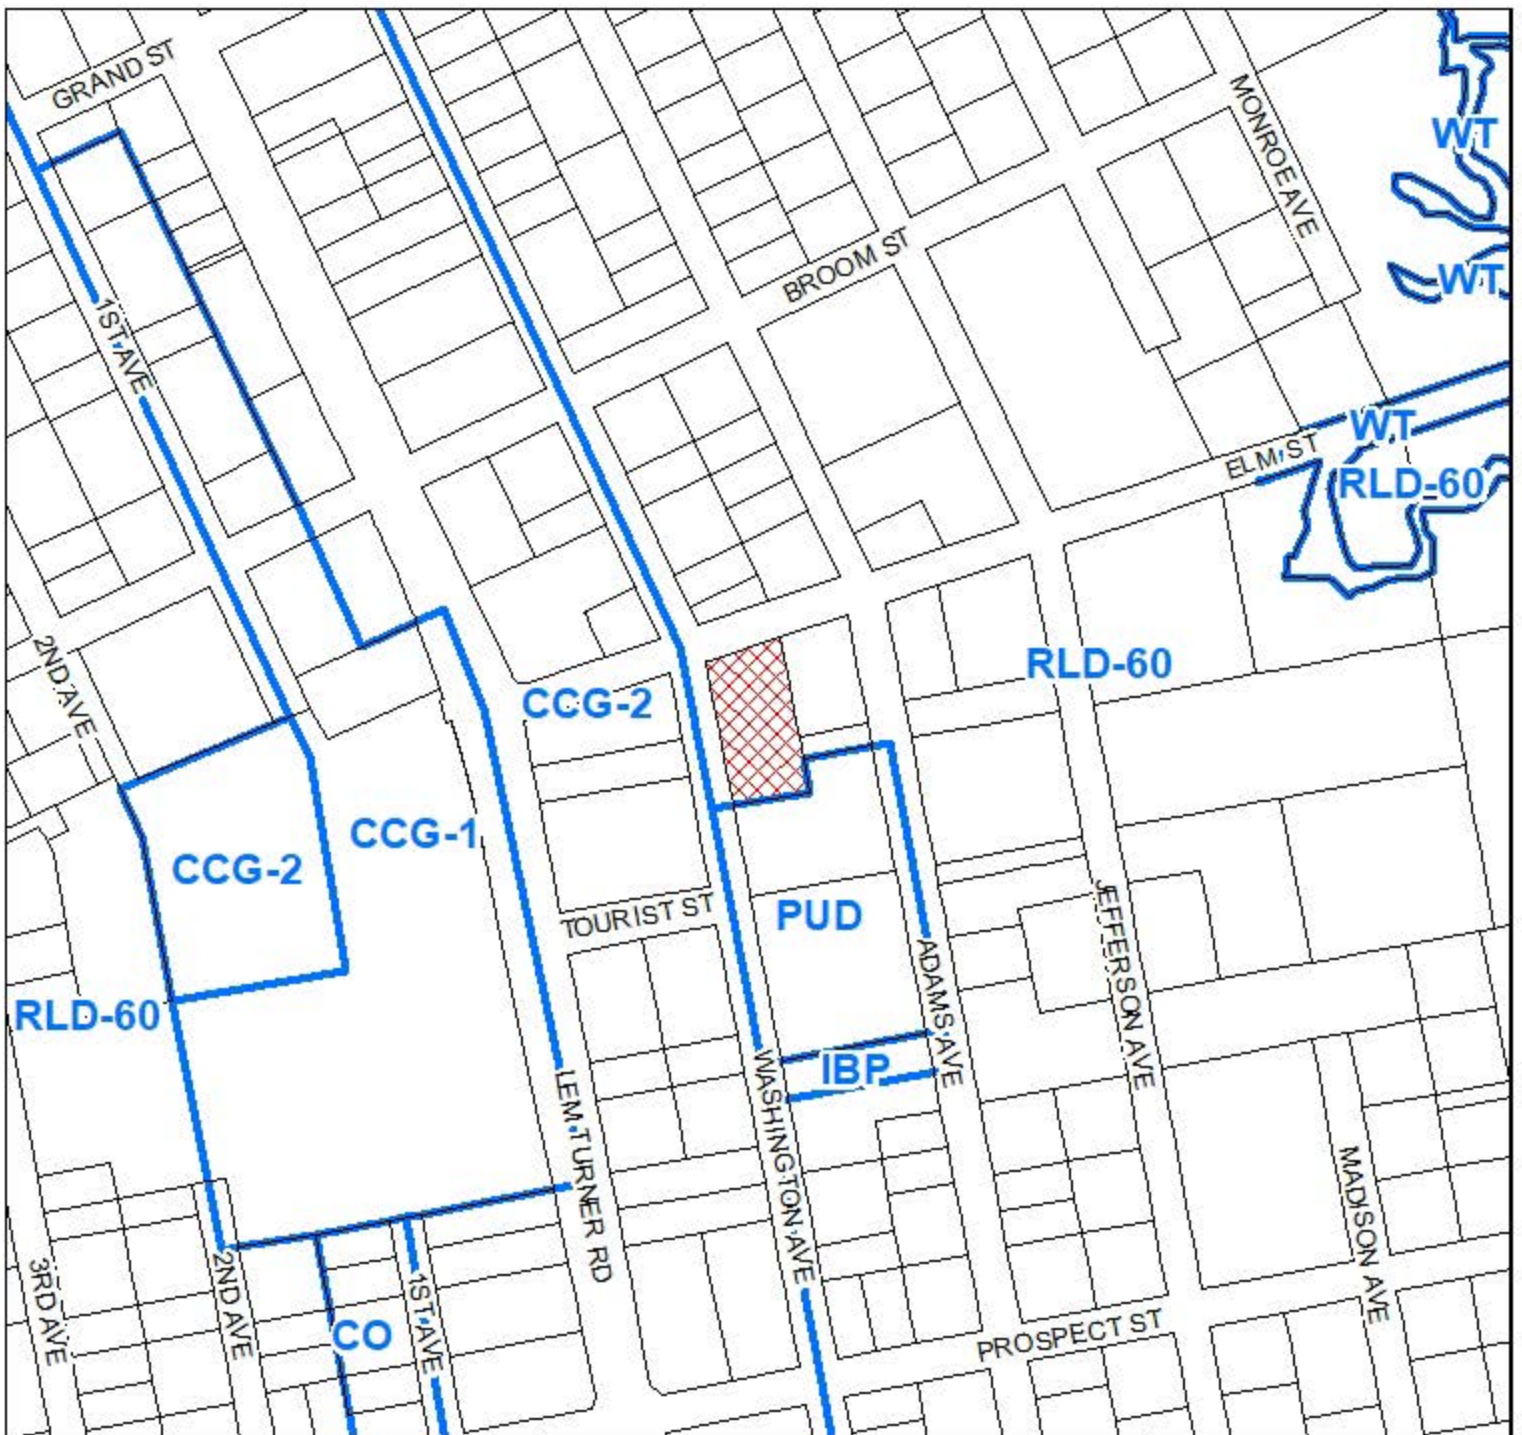 GRAND ST
MONROE AVE
WT
BROOM ST
WT
1ST AVE
WT
ELM ST
RLD-60
2ND AVE
RLD-60
CCG-2
CCG-1
CCG-2
TOURIST ST
PUD
JEFFERSON AVE
ADAMS AVE
RLD-60
IBP
WASHINGTON AVE
LEM TURNER RD
MADISON AVE
3RD AVE
2ND AVE
1ST AVE
CO
PROSPECT ST